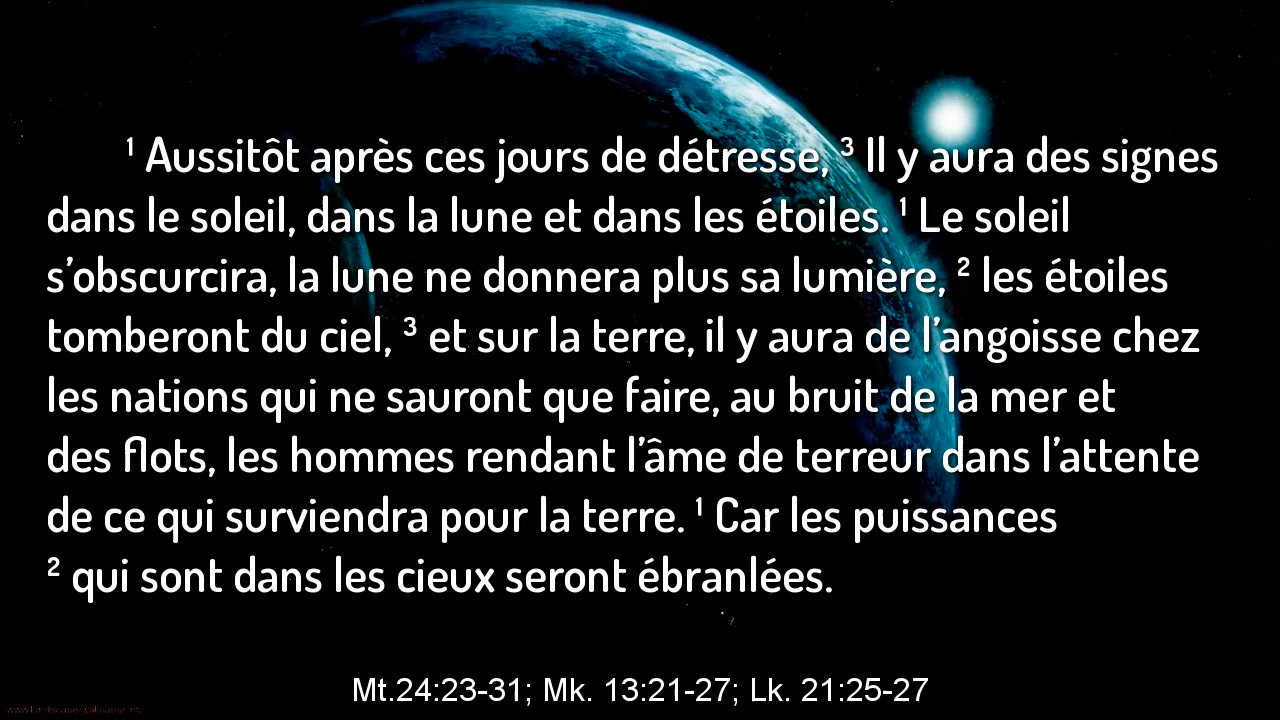 ¹ Aussitôt après ces jours de détresse, ³ Il y aura des signes
dans le soleil, dans la lune et dans les étoiles. ¹ Le soleil
s’obscurcira, la lune ne donnera plus sa lumière, ² les étoiles
tomberont du ciel, ³ et sur la terre, il y aura de l’angoisse chez
les nations qui ne sauront que faire, au bruit de la mer et
des flots, les hommes rendant l’âme de terreur dans l’attente
de ce qui surviendra pour la terre. ¹ Car les puissances
² qui sont dans les cieux seront ébranlées.
Mt.24:23-31; Mk. 13:21-27; Lk. 21:25-27